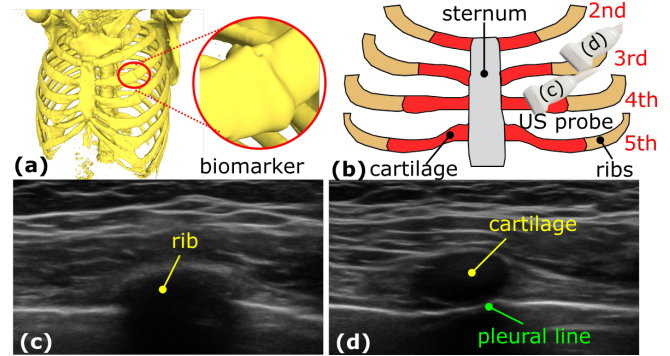 (a)
biomarker
sternum
2nd
(d)
3rd
(c)
4th
US probe
5th
(b)
cartilage
ribs
rib
(c)
cartilage
pleural line
(d)